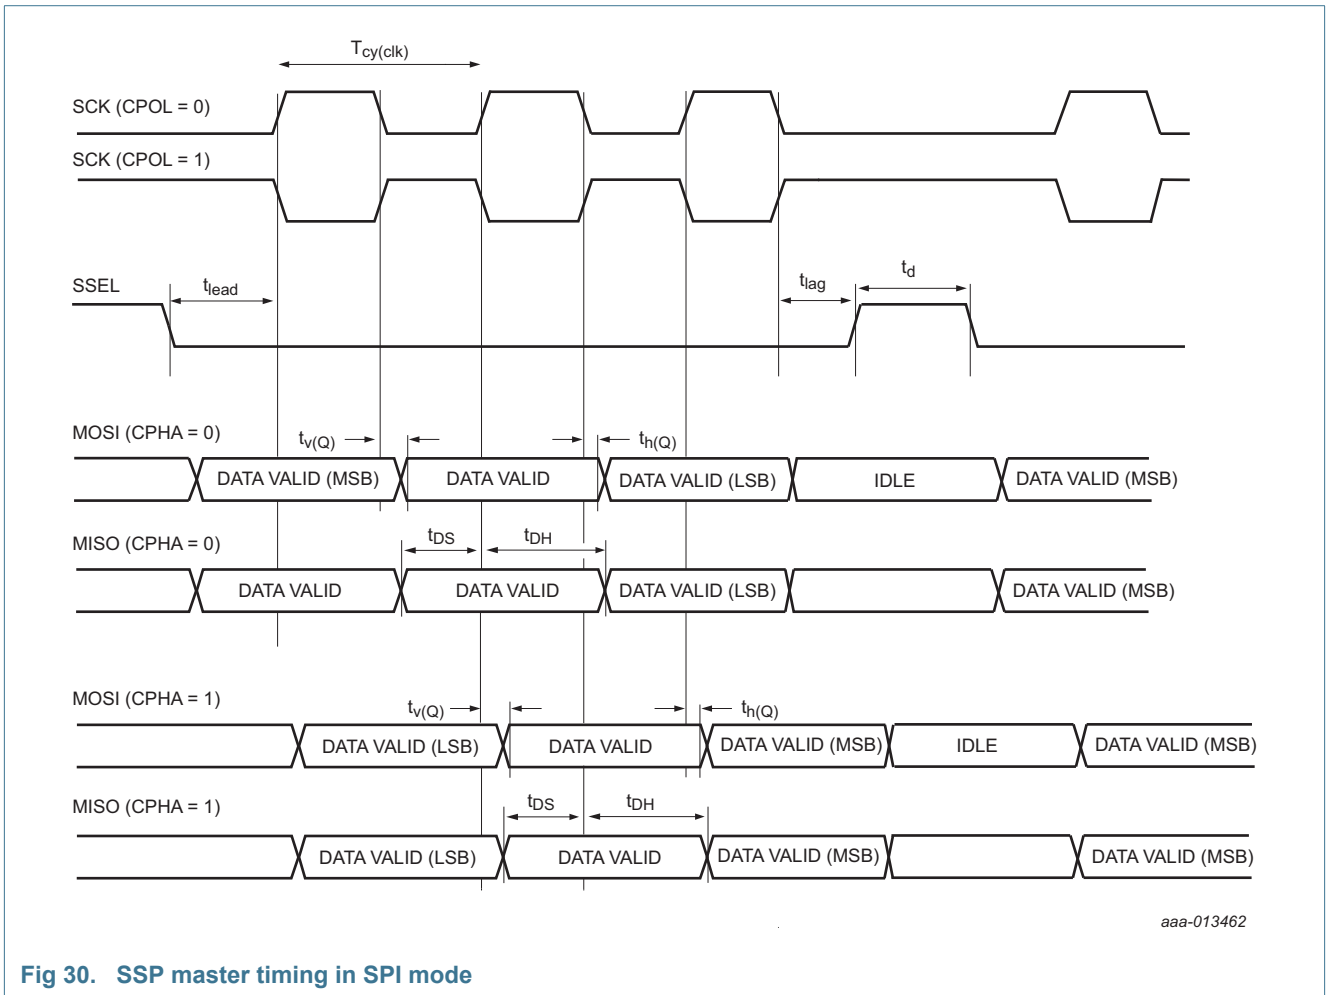 Tcy(clk)
SCK (CPOL = 0)
SCK (CPOL = 1)
SSEL
tlead
tlag
td
MOSI (CPHA = 0)
tv(Q)
th(Q)
DATA VALID (MSB)
DATA VALID
DATA VALID (LSB)
IDLE
DATA VALID (MSB)
MISO (CPHA = 0)
tDS
tDH
DATA VALID
DATA VALID
DATA VALID (LSB)
DATA VALID (MSB)
MOSI (CPHA = 1)
tv(Q)
th(Q)
DATA VALID (LSB)
DATA VALID
DATA VALID (MSB)
IDLE
DATA VALID (MSB)
MISO (CPHA = 1)
tDS
tDH
DATA VALID (LSB)
DATA VALID
DATA VALID (MSB)
DATA VALID (MSB)
aaa-013462
Fig 30. SSP master timing in SPI mode